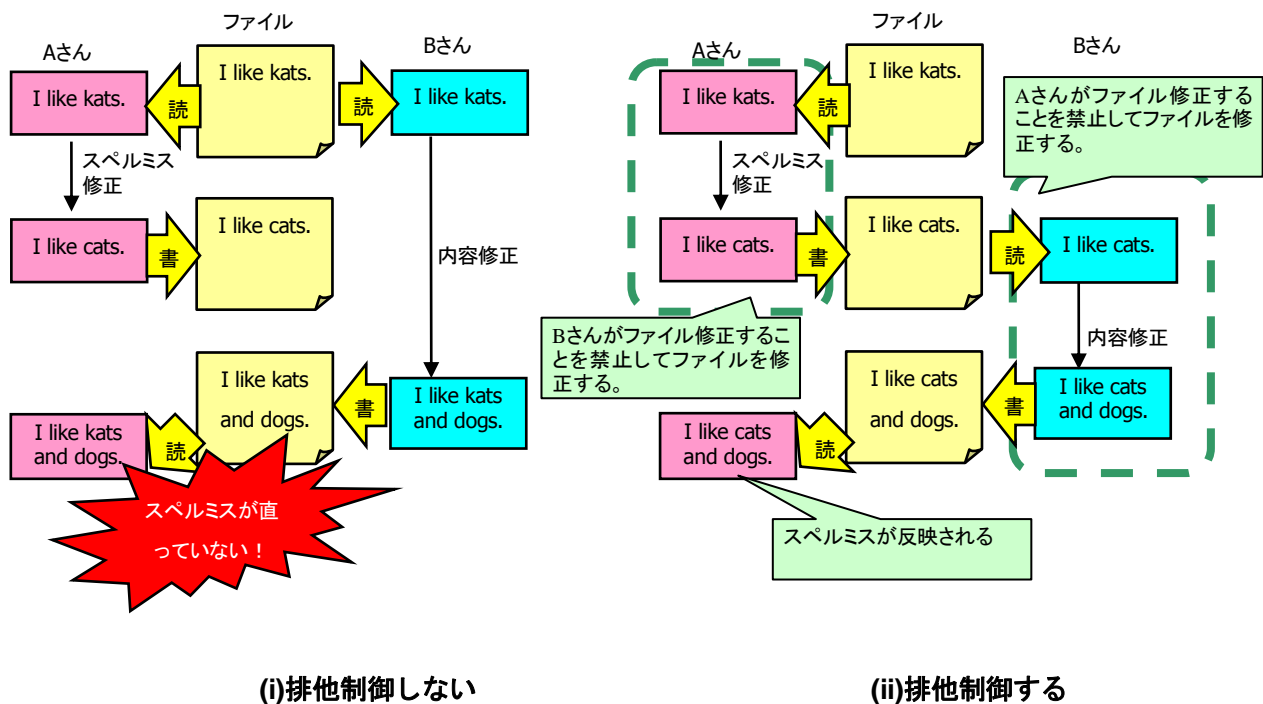 Aさん
ファイル
Bさん
I like kats.
読
I like kats.
読
I like kats.
スペルミス
修正
I like cats.
書
I like cats.
内容修正
I like kats
and dogs.
読
I like kats
and dogs.
書
I like kats
and dogs.
スペルミスが直
っていない！
(i)排他制御しない
Aさん
ファイル
Bさん
I like kats.
読
I like kats.
Aさんがファイル修正する
ことを禁止してファイルを修
正する。
スペルミス
修正
I like cats.
書
I like cats.
読
I like cats.
Bさんがファイル修正するこ
とを禁止してファイルを修
正する。
内容修正
I like cats
and dogs.
読
I like cats
and dogs.
書
I like cats
and dogs.
スペルミスが反映される
(ii)排他制御する